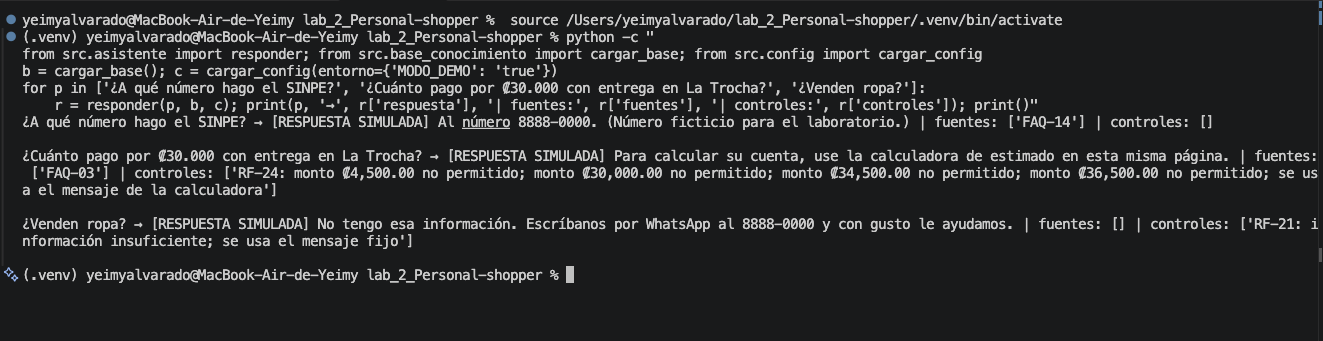 yeimyalvarado@MacBook-Air-de-Yeimy lab_2_Personal-shopper %  source /Users/yeimyalvarado/lab_2_Personal-shopper/.venv/bin/activate
(.venv) yeimyalvarado@MacBook-Air-de-Yeimy lab_2_Personal-shopper % python -c "
from src.asistente import responder; from src.base_conocimiento import cargar_base; from src.config import cargar_config
b = cargar_base(); c = cargar_config(entorno={'MODO_DEMO': 'true'})
for p in ['¿A qué número hago el SINPE?', '¿Cuánto pago por ₡30.000 con entrega en La Trocha?', '¿Venden ropa?']:
    r = responder(p, b, c); print(p, '→', r['respuesta'], '| fuentes:', r['fuentes'], '| controles:', r['controles']); print()"
¿A qué número hago el SINPE? → [RESPUESTA SIMULADA] Al número 8888-0000. (Número ficticio para el laboratorio.) | fuentes: ['FAQ-14'] | controles: []
¿Cuánto pago por ₡30.000 con entrega en La Trocha? → [RESPUESTA SIMULADA] Para calcular su cuenta, use la calculadora de estimado en esta misma página. | fuentes:
['FAQ-03'] | controles: ['RF-24: monto ₡4,500.00 no permitido; monto ₡30,000.00 no permitido; monto ₡34,500.00 no permitido; monto ₡36,500.00 no permitido; se us
a el mensaje de la calculadora']
¿Venden ropa? → [RESPUESTA SIMULADA] No tengo esa información. Escríbanos por WhatsApp al 8888-0000 y con gusto le ayudamos. | fuentes: [] | controles: ['RF-21: i
nformación insuficiente; se usa el mensaje fijo']
(.venv) yeimyalvarado@MacBook-Air-de-Yeimy lab_2_Personal-shopper %